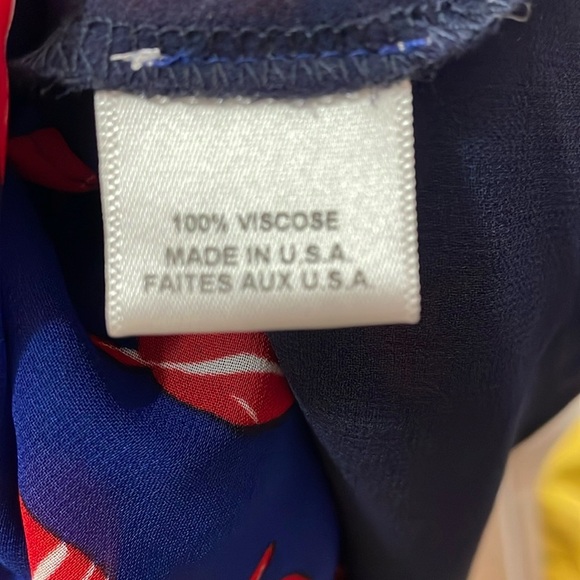 100% VISCOSE
MADE IN U.S.A.
FAITES AUX U.S.A.